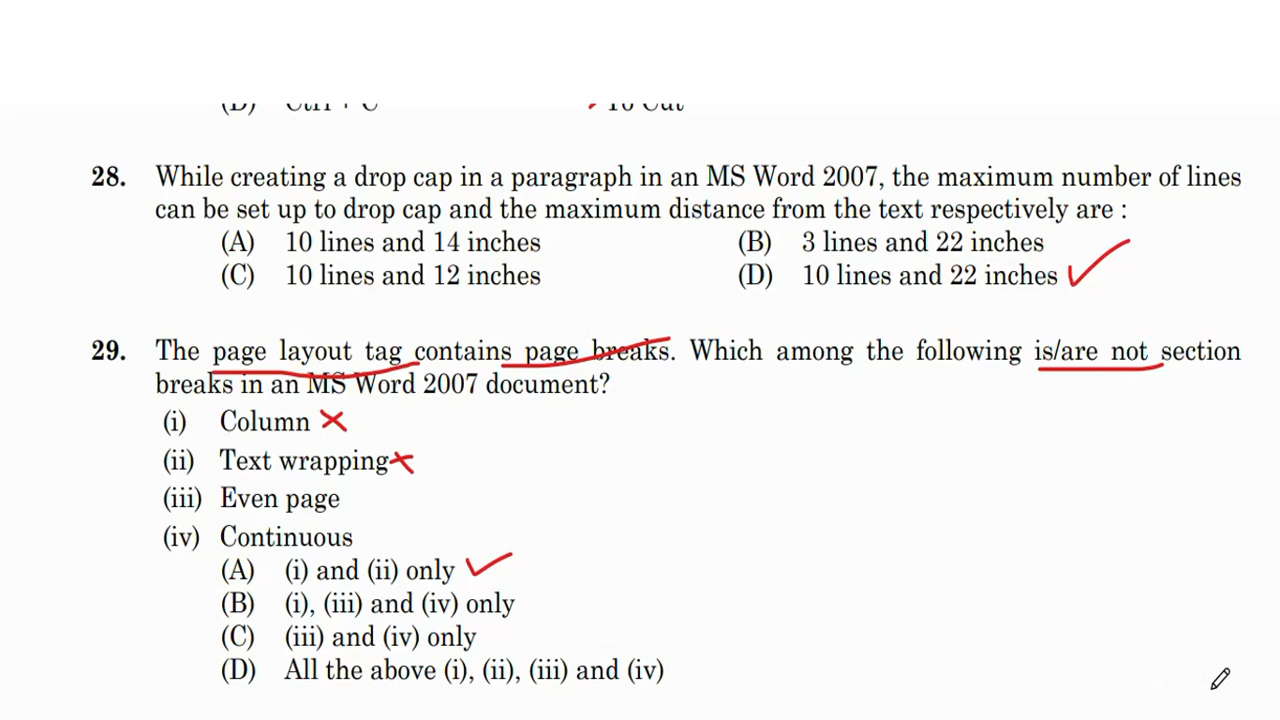 (D) Ctrl + C To Cut
28. While creating a drop cap in a paragraph in an MS Word 2007, the maximum number of lines
can be set up to drop cap and the maximum distance from the text respectively are :
(A) 10 lines and 14 inches (B) 3 lines and 22 inches
(C) 10 lines and 12 inches (D) 10 lines and 22 inches
29. The page layout tag contains page breaks. Which among the following is/are not section
breaks in an MS Word 2007 document?
(i) Column
(ii) Text wrapping
(iii) Even page
(iv) Continuous
(A) (i) and (ii) only
(B) (i), (iii) and (iv) only
(C) (iii) and (iv) only
(D) All the above (i), (ii), (iii) and (iv)